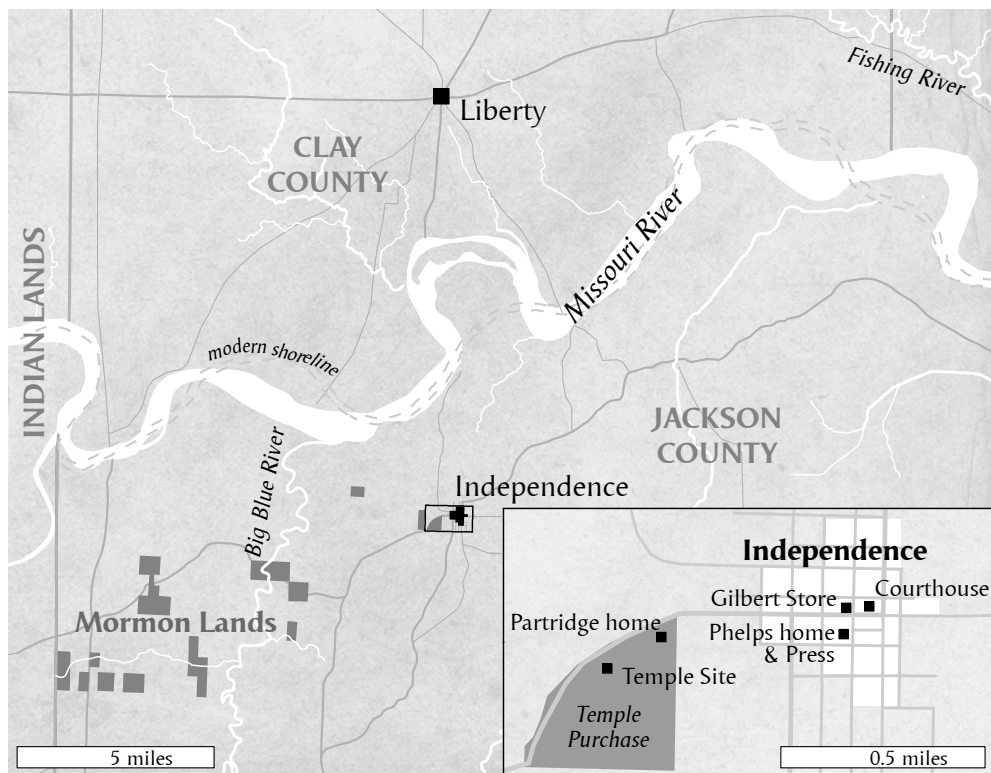 Fishing River
Liberty
CLAY
COUNTY
Missouri River
INDIAN LANDS
modern shoreline
JACKSON
COUNTY
Big Blue River
Independence
Mormon Lands
5 miles
Independence
Courthouse
Gilbert Store
Partridge home
Phelps home
& Press
Temple Site
Temple
Purchase
0.5 miles